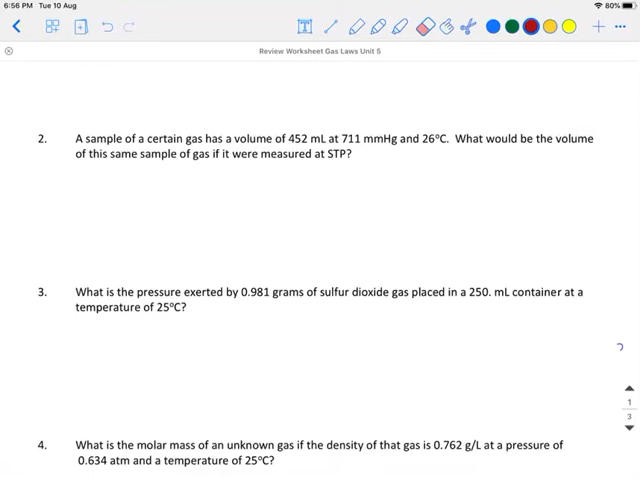 6:56 PM Tue 10 Aug
80%
Review Worksheet Gas Laws Unit 5
2. A sample of a certain gas has a volume of 452 mL at 711 mmHg and 26°C. What would be the volume
of this same sample of gas if it were measured at STP?
3. What is the pressure exerted by 0.981 grams of sulfur dioxide gas placed in a 250. mL container at a
temperature of 25°C?
1
3
4. What is the molar mass of an unknown gas if the density of that gas is 0.762 g/L at a pressure of
0.634 atm and a temperature of 25°C?